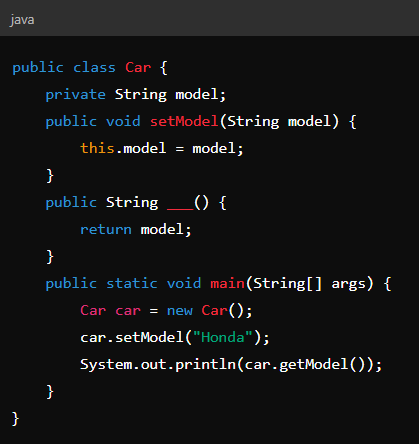 java
public class Car {
    private String model;
    public void setModel(String model) {
        this.model = model;
    }
    public String ___() {
        return model;
    }
    public static void main(String[] args) {
        Car car = new Car();
        car.setModel("Honda");
        System.out.println(car.getModel());
    }
}